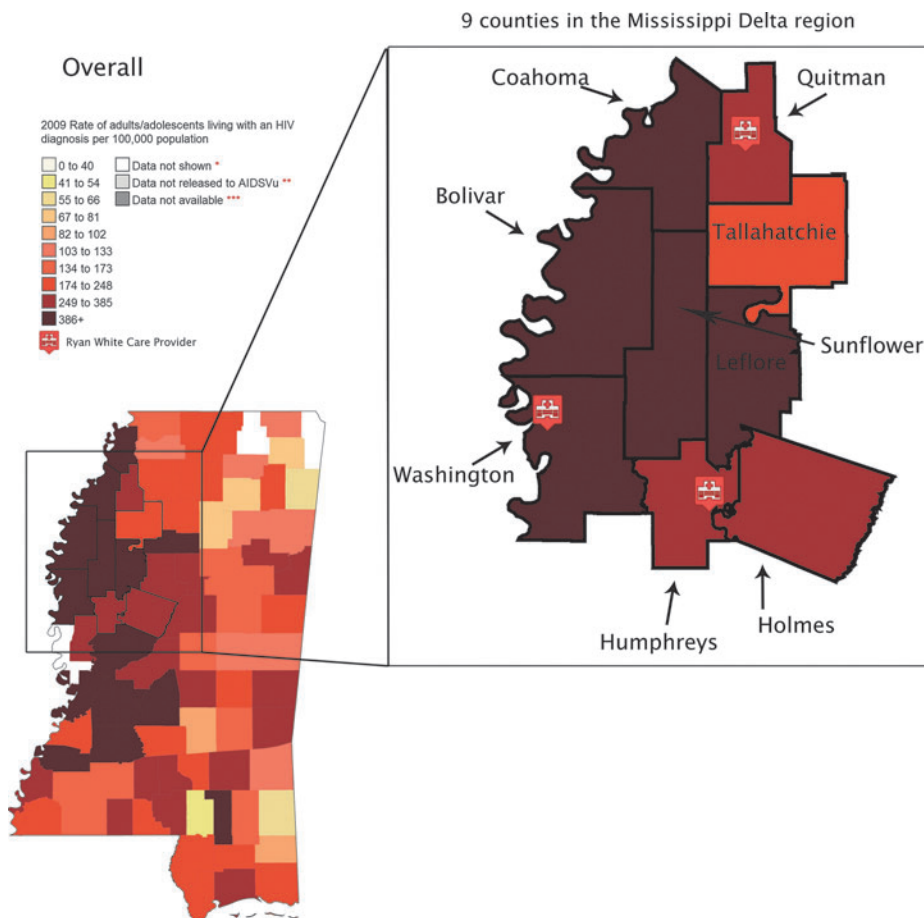 9 counties in the Mississippi Delta region
Overall
2009 Rate of adults/adolescents living with an HIV
diagnosis per 100,000 population
0 to 40
41 to 54
55 to 66
67 to 81
82 to 102
103 to 133
134 to 173
174 to 248
249 to 385
386+
Data not shown *
Data not released to AIDSVu **
Data not available ***
Ryan White Care Provider
Coahoma
Quitman
Bolivar
Tallahatchie
Sunflower
Leflore
Washington
Humphreys
Holmes